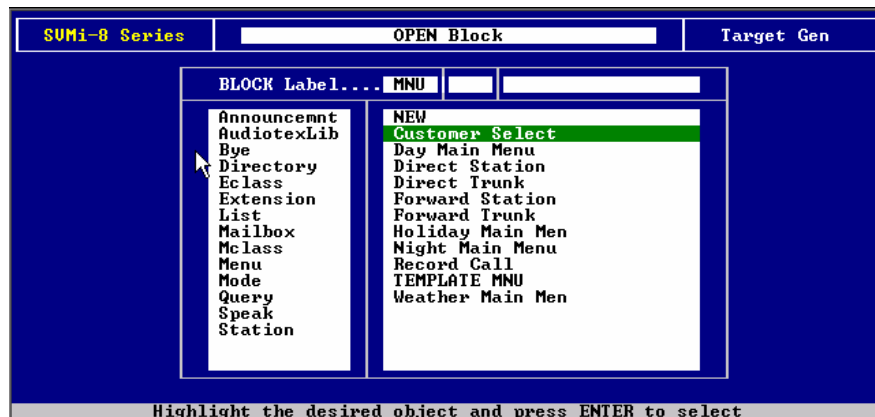 SVMi-8 Series OPEN Block Target Gen
BLOCK Label.... MNU
Announcemnt
AudiotexLib
Bye
Directory
Eclass
Extension
List
Mailbox
Mclass
Menu
Mode
Query
Speak
Station
NEW
Customer Select
Day Main Menu
Direct Station
Direct Trunk
Forward Station
Forward Trunk
Holiday Main Men
Night Main Menu
Record Call
TEMPLATE MNU
Weather Main Men
Highlight the desired object and press ENTER to select